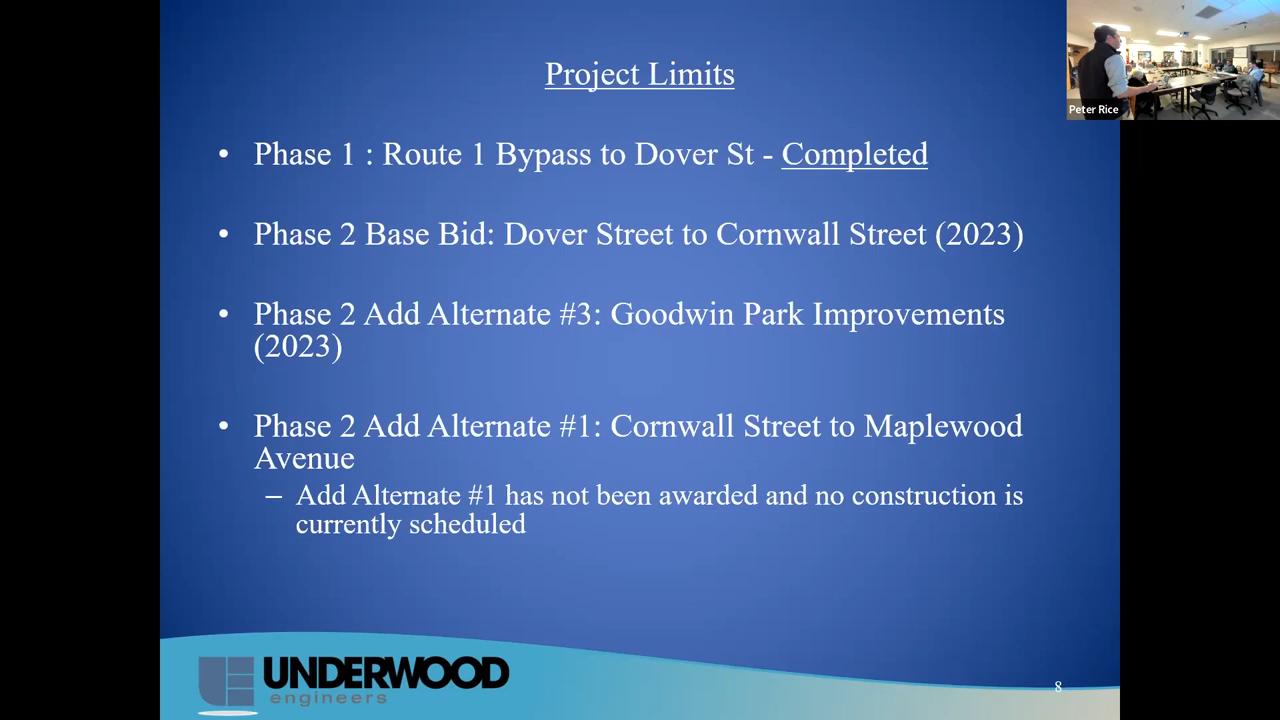 Project Limits
Peter Rice
• Phase 1 : Route 1 Bypass to Dover St - Completed
• Phase 2 Base Bid: Dover Street to Cornwall Street (2023)
• Phase 2 Add Alternate #3: Goodwin Park Improvements
(2023)
• Phase 2 Add Alternate #1: Cornwall Street to Maplewood
Avenue
– Add Alternate #1 has not been awarded and no construction is
currently scheduled
UNDERWOOD
engineers
8